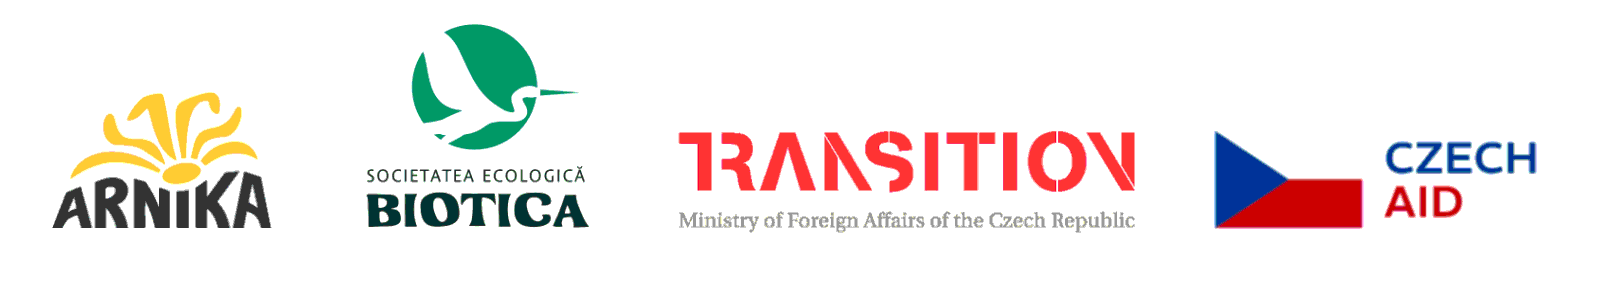 ARNIKA
SOCIETATEA ECOLOGICĂ
BIOTICA
TRANSITION
Ministry of Foreign Affairs of the Czech Republic
CZECH
AID